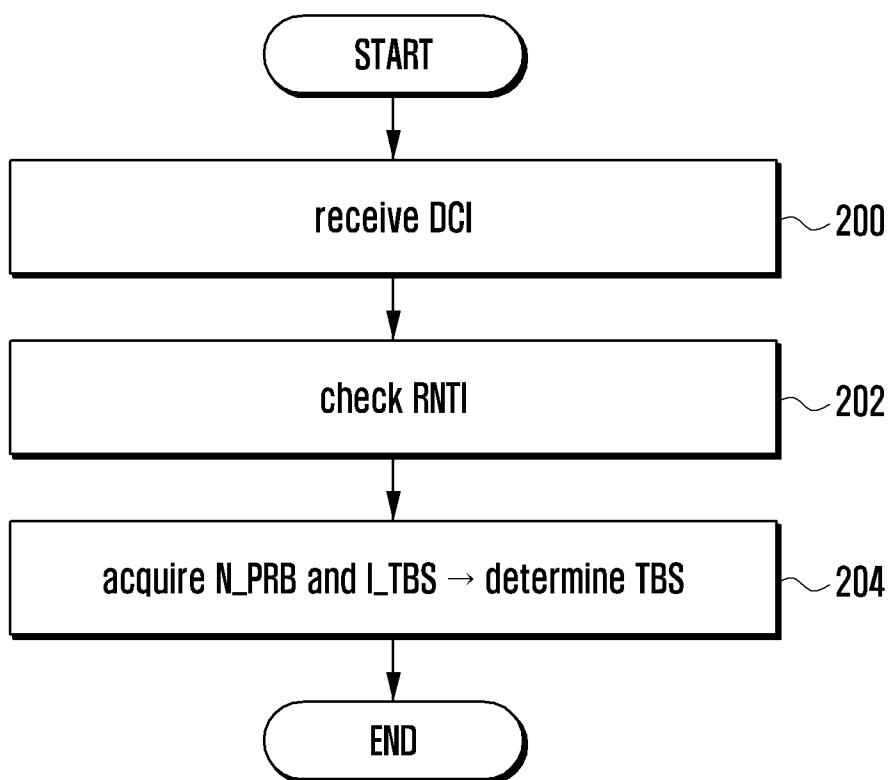 START
receive DCI
200
check RNTI
202
acquire N_PRB and I_TBS → determine TBS
204
END